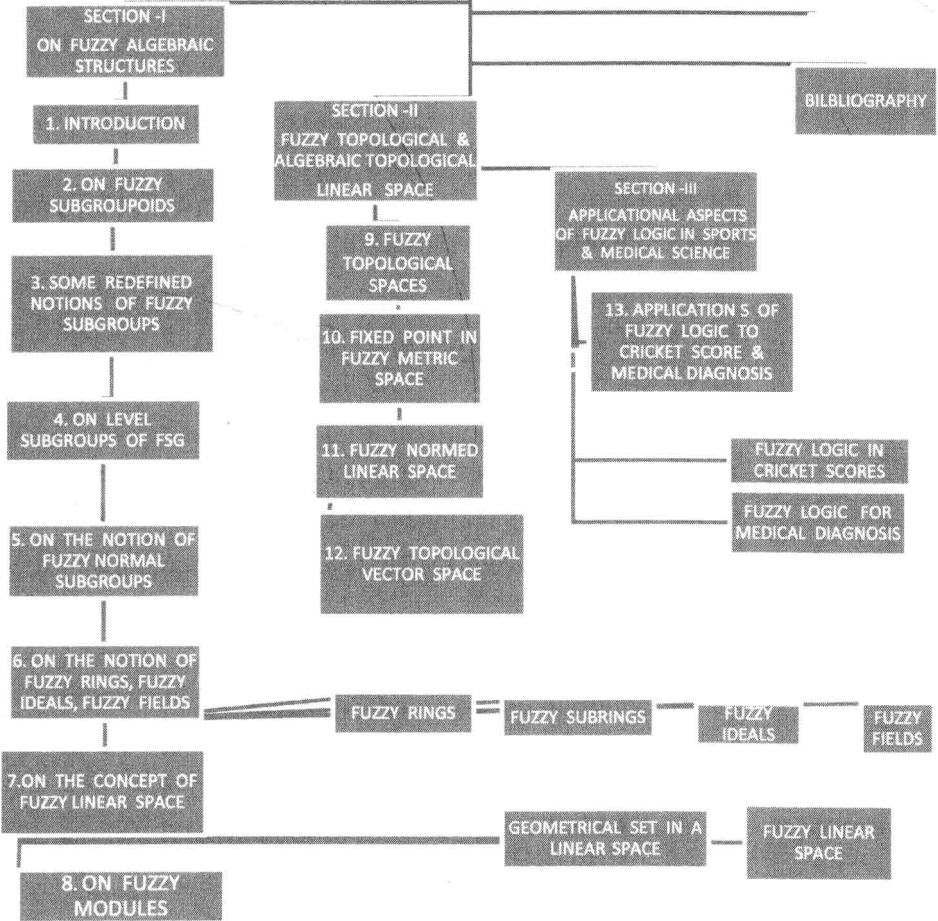 SECTION -I
ON FUZZY ALGEBRAIC
STRUCTURES
1. INTRODUCTION
2. ON FUZZY
SUBGROUPOIDS
3. SOME REDEFINED
NOTIONS OF FUZZY
SUBGROUPS
4. ON LEVEL
SUBGROUPS OF FSG
5. ON THE NOTION OF
FUZZY NORMAL
SUBGROUPS
6. ON THE NOTION OF
FUZZY RINGS, FUZZY
IDEALS, FUZZY FIELDS
FUZZY RINGS
FUZZY SUBRINGS
FUZZY
IDEALS
FUZZY
FIELDS
7.ON THE CONCEPT OF
FUZZY LINEAR SPACE
GEOMETRICAL SET IN A
LINEAR SPACE
FUZZY LINEAR
SPACE
8. ON FUZZY
MODULES
SECTION -II
FUZZY TOPOLOGICAL &
ALGEBRAIC TOPOLOGICAL
LINEAR SPACE
9. FUZZY
TOPOLOGICAL
SPACES
10. FIXED POINT IN
FUZZY METRIC
SPACE
11. FUZZY NORMED
LINEAR SPACE
12. FUZZY TOPOLOGICAL
VECTOR SPACE
SECTION -III
APPLICATIONAL ASPECTS
OF FUZZY LOGIC IN SPORTS
& MEDICAL SCIENCE
13. APPLICATION S OF
FUZZY LOGIC TO
CRICKET SCORE &
MEDICAL DIAGNOSIS
FUZZY LOGIC IN
CRICKET SCORES
FUZZY LOGIC FOR
MEDICAL DIAGNOSIS
BILBLIOGRAPHY